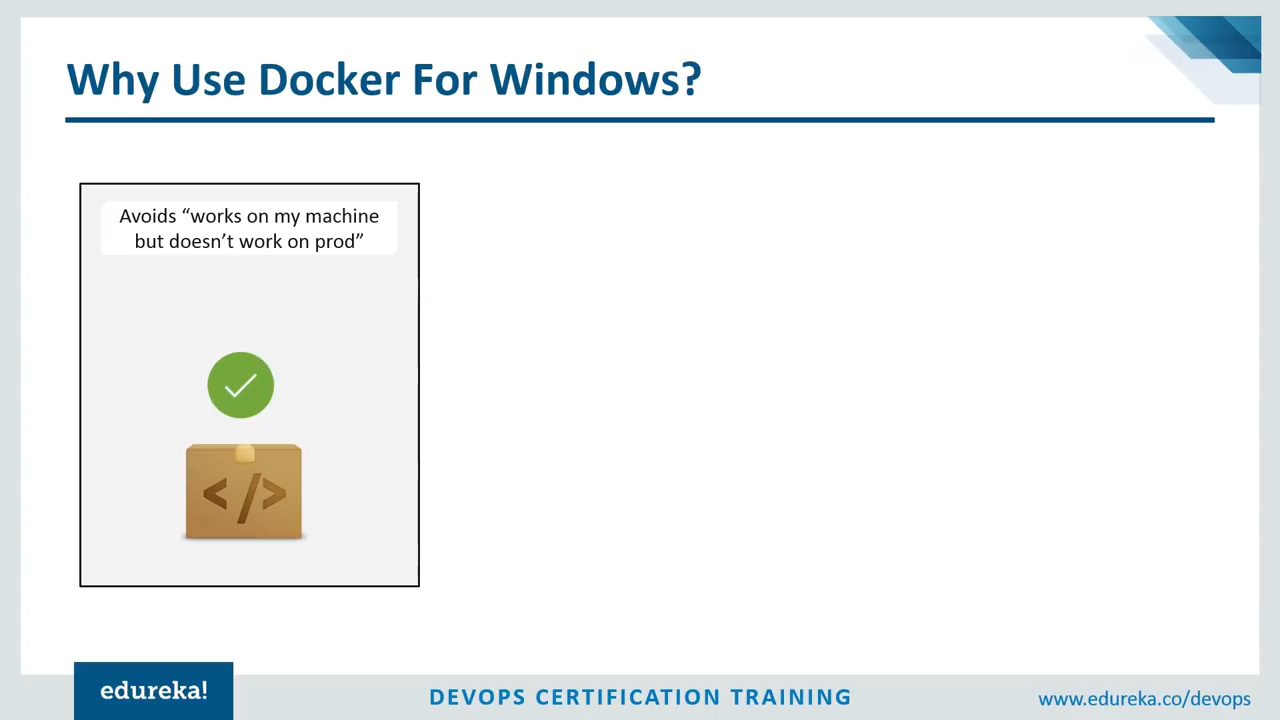 Why Use Docker For Windows?
Avoids “works on my machine
but doesn’t work on prod”
</>
edureka!
DEVOPS CERTIFICATION TRAINING
www.edureka.co/devops